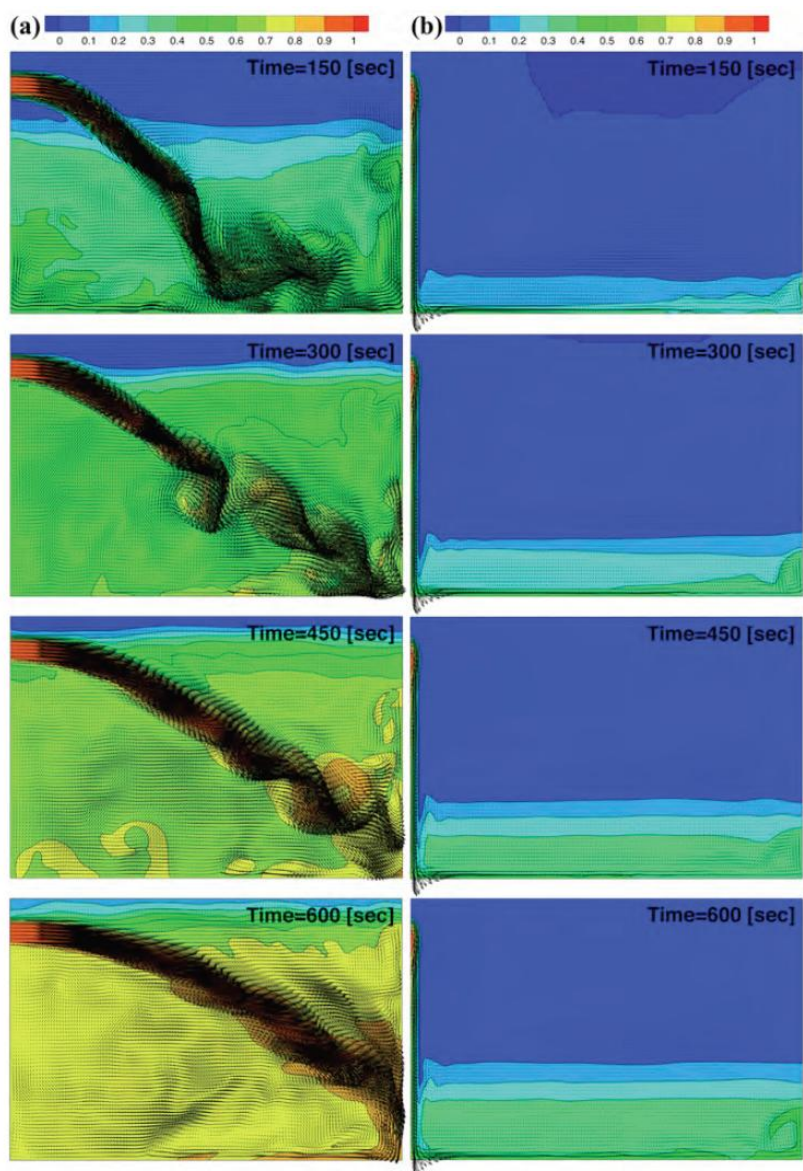 (a) (b)
0 0.1 0.2 0.3 0.4 0.5 0.6 0.7 0.8 0.9 1 0 0.1 0.2 0.3 0.4 0.5 0.6 0.7 0.8 0.9 1
Time=150 [sec] Time=150 [sec]
Time=300 [sec] Time=300 [sec]
Time=450 [sec] Time=450 [sec]
Time=600 [sec] Time=600 [sec]